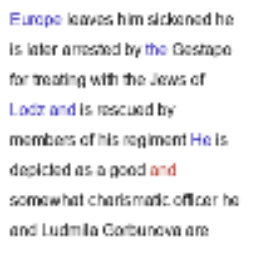 Europe leaves him sickened he
is later arrested by the Gestapo
for treating with the Jews of
Lodz and is rescued by
members of his regiment He is
depicted as a good and
somewhat charismatic officer he
and Ludmila Gorbunova are